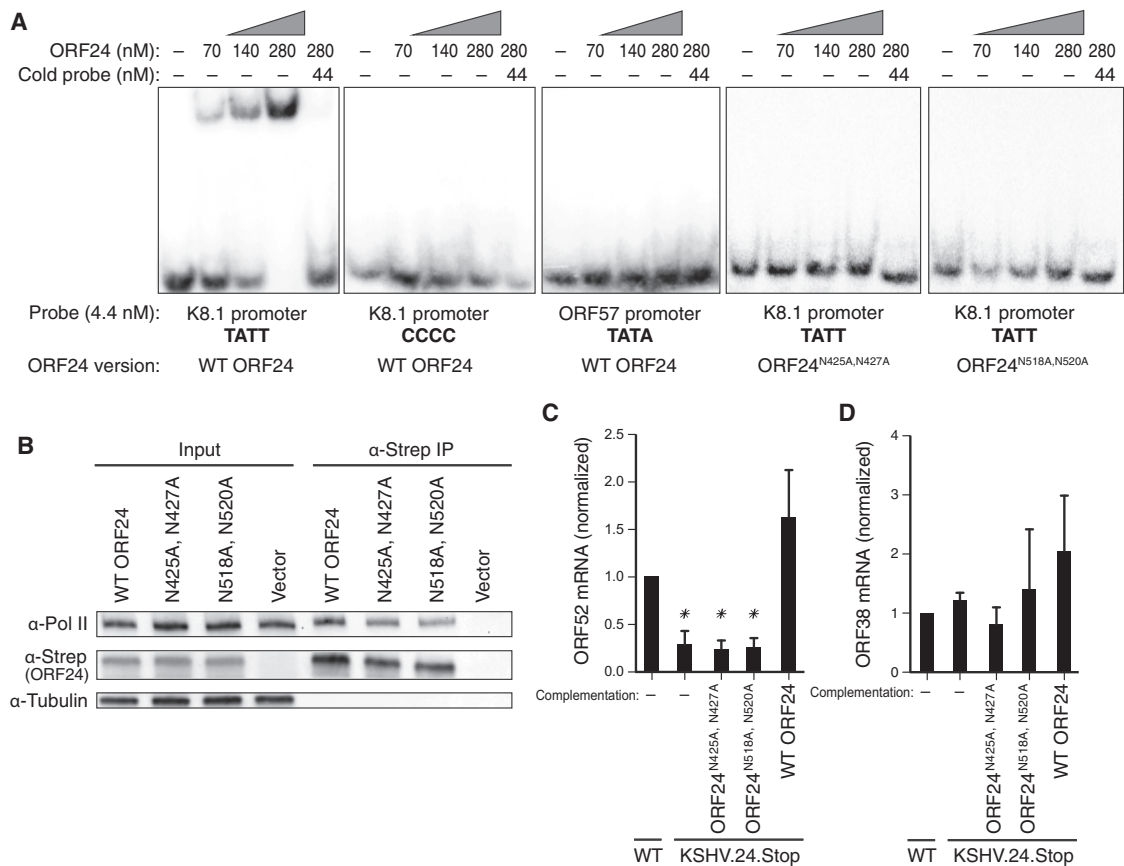 A
ORF24 (nM): – 70 140 280 280 – 70 140 280 280 – 70 140 280 280 – 70 140 280 280 – 70 140 280 280
Cold probe (nM): – – – – 44 – – – – 44 – – – – 44 – – – – 44 – – – – 44
Probe (4.4 nM): K8.1 promoter K8.1 promoter ORF57 promoter K8.1 promoter K8.1 promoter
TATT CCCC TATA TATT TATT
ORF24 version: WT ORF24 WT ORF24 WT ORF24 ORF24N425A,N427A ORF24N518A,N520A
B
Input α-Strep IP
WT ORF24
N425A, N427A
N518A, N520A
Vector
WT ORF24
N425A, N427A
N518A, N520A
Vector
α-Pol II
α-Strep
(ORF24)
α-Tubulin
C
ORF52 mRNA (normalized)
2.5
2.0
1.5
1.0
0.5
0.0
* * *
Complementation: – –
ORF24N425A, N427A
ORF24N518A, N520A
WT ORF24
WT KSHV.24.Stop
D
ORF38 mRNA (normalized)
4
3
2
1
0
Complementation: – –
ORF24N425A, N427A
ORF24N518A, N520A
WT ORF24
WT KSHV.24.Stop